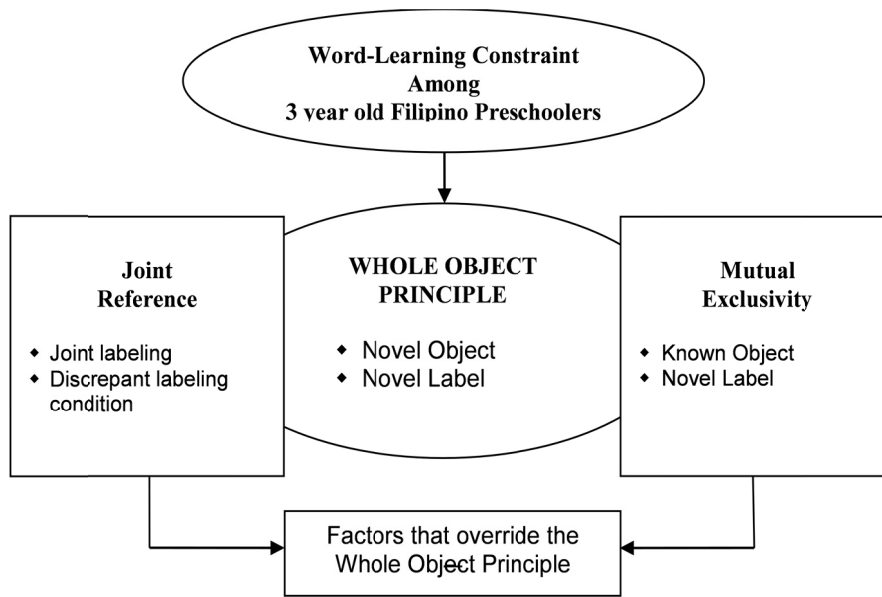 Word-Learning Constraint
Among
3 year old Filipino Preschoolers
Joint
Reference
◆ Joint labeling
◆ Discrepant labeling
condition
WHOLE OBJECT
PRINCIPLE
◆ Novel Object
◆ Novel Label
Mutual
Exclusivity
◆ Known Object
◆ Novel Label
Factors that override the
Whole Object Principle